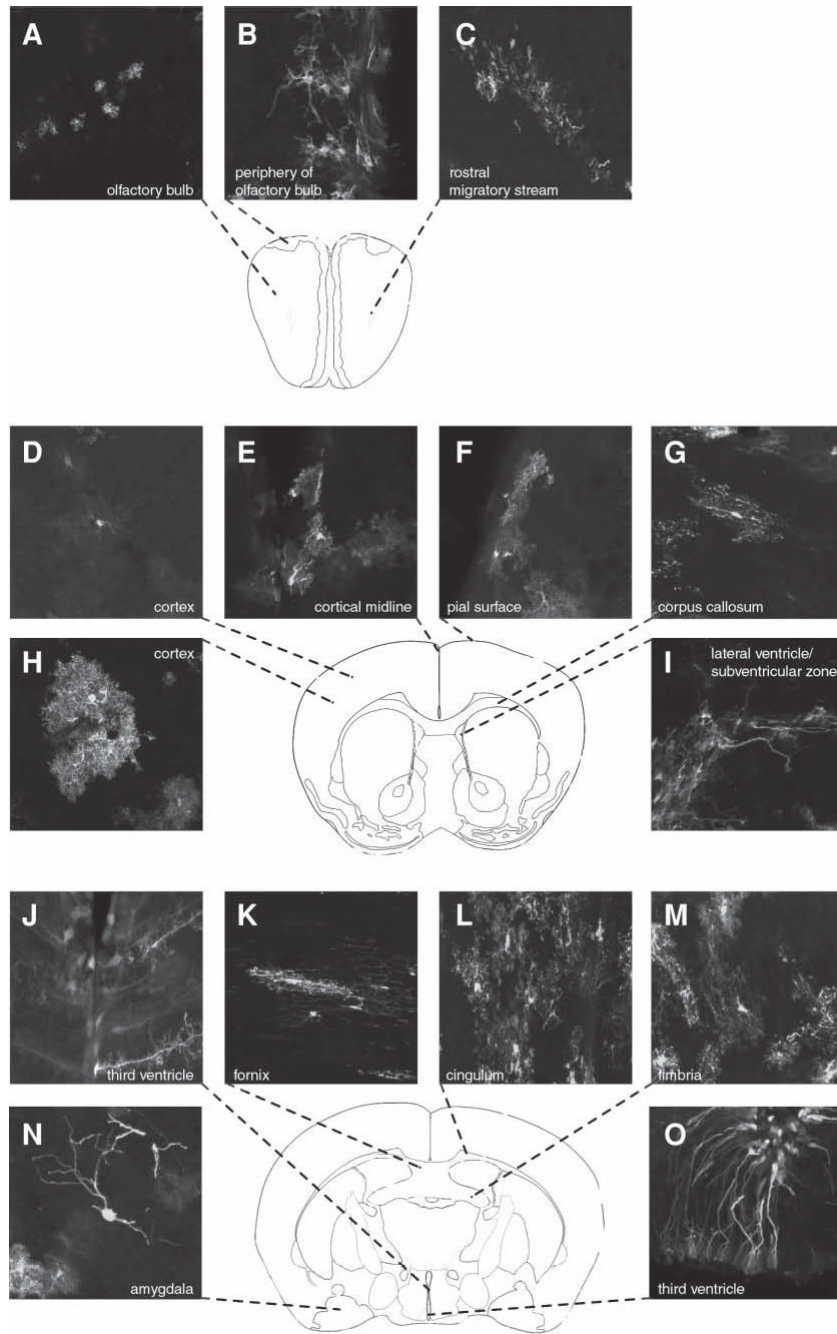 A
olfactory bulb
B
periphery of
olfactory bulb
C
rostral
migratory stream
D
cortex
E
cortical midline
F
pial surface
G
corpus callosum
H
cortex
lateral ventricle/
subventricular zone
I
J
third ventricle
K
fornix
L
cingulum
M
fimbria
N
amygdala
O
third ventricle